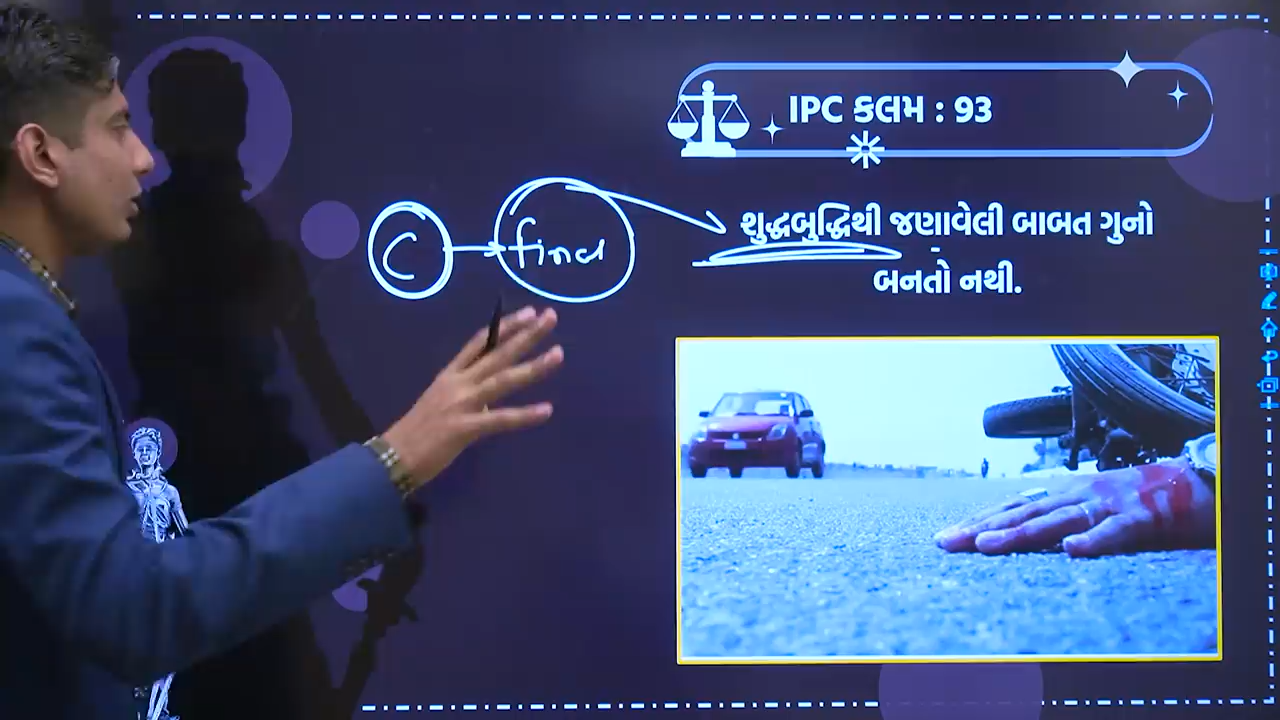 IPC કલમ : 93
C
final
શુદ્ધબુદ્ધિથી જણાવેલી બાબત ગુનો
બનતો નથી.